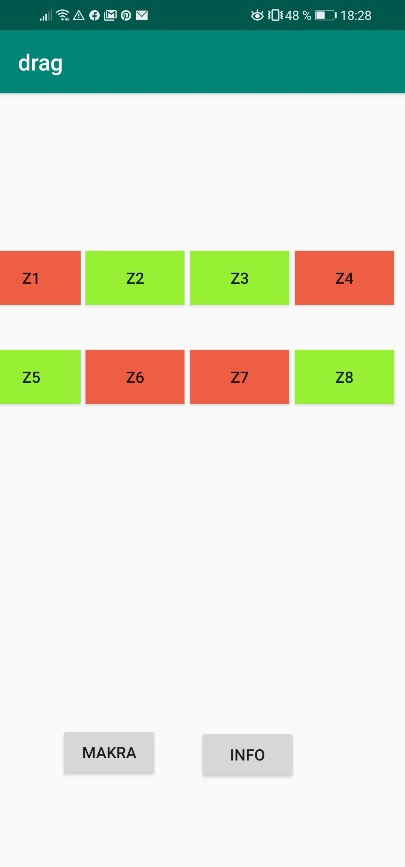 48 % 18:28
drag
Z1 Z2 Z3 Z4
Z5 Z6 Z7 Z8
MAKRA INFO